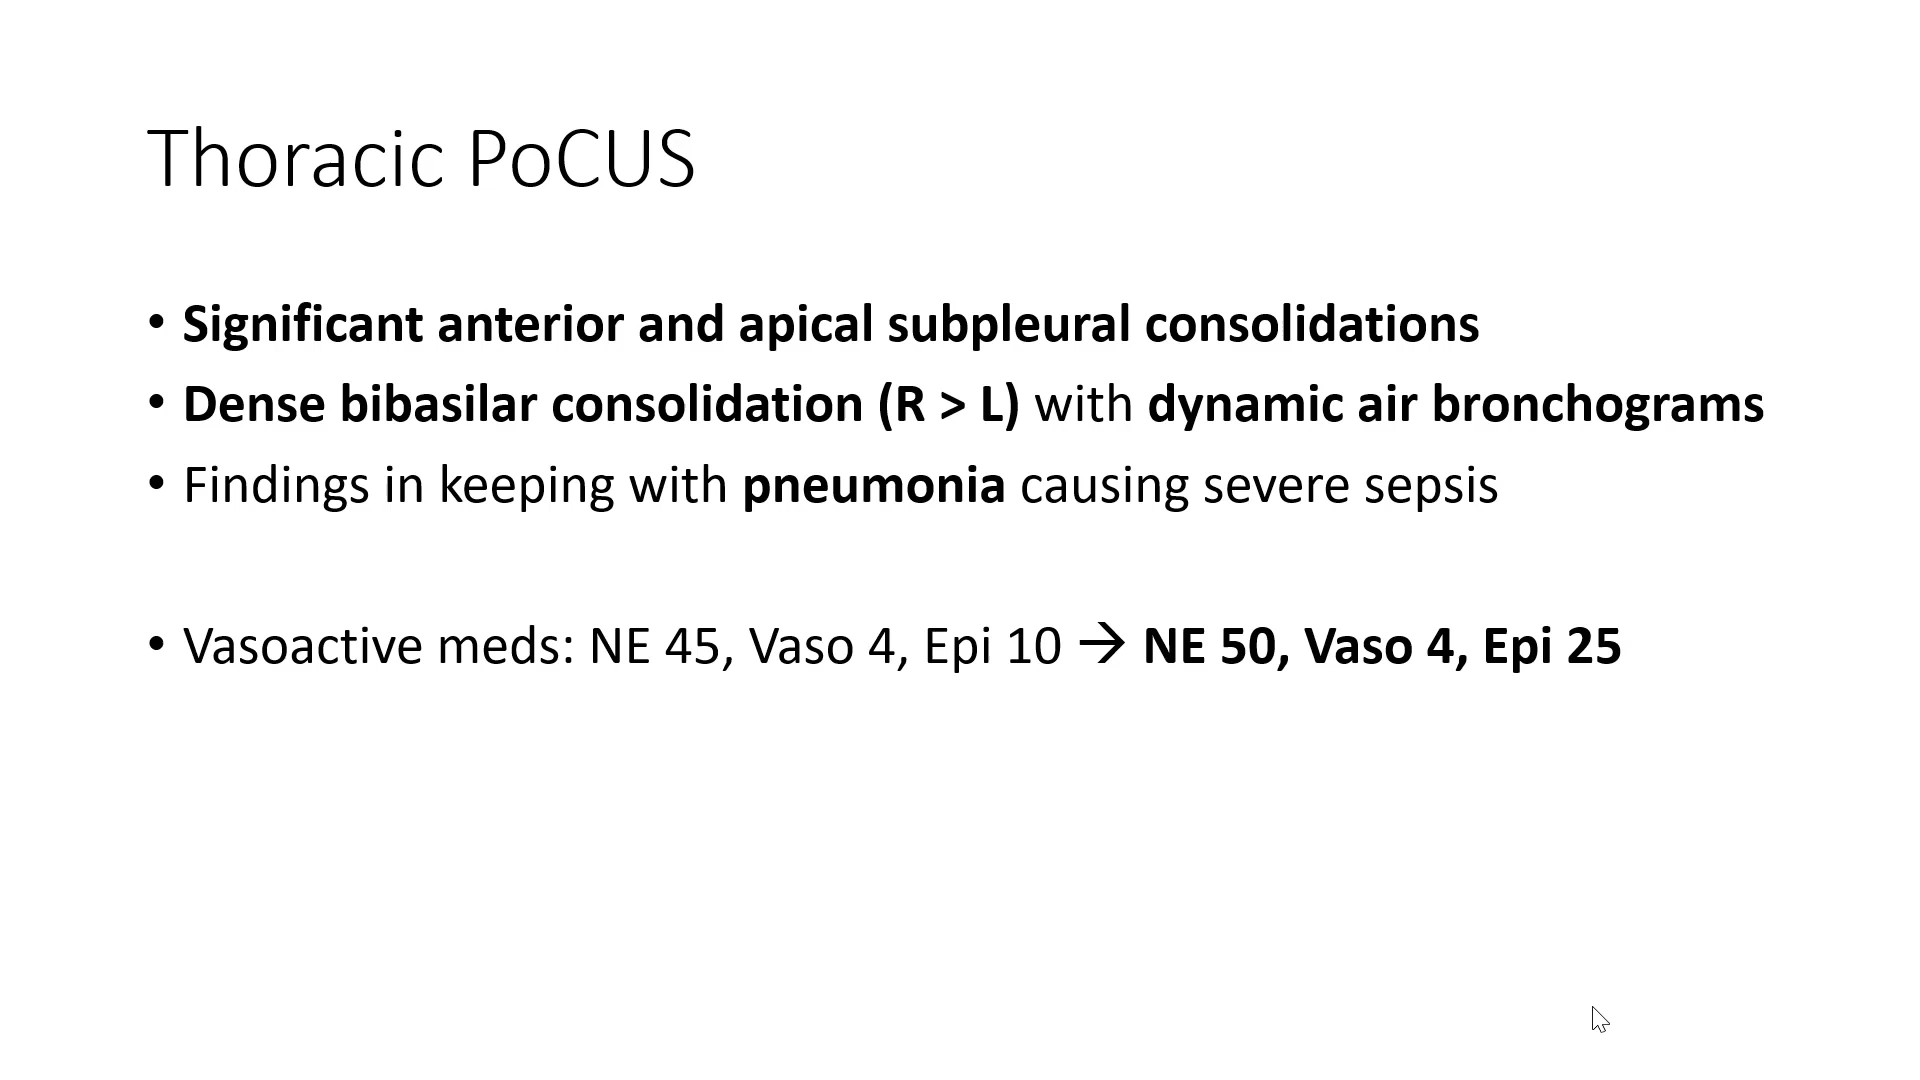 Thoracic PoCUS
• Significant anterior and apical subpleural consolidations
• Dense bibasilar consolidation (R > L) with dynamic air bronchograms
• Findings in keeping with pneumonia causing severe sepsis
• Vasoactive meds: NE 45, Vaso 4, Epi 10 → NE 50, Vaso 4, Epi 25